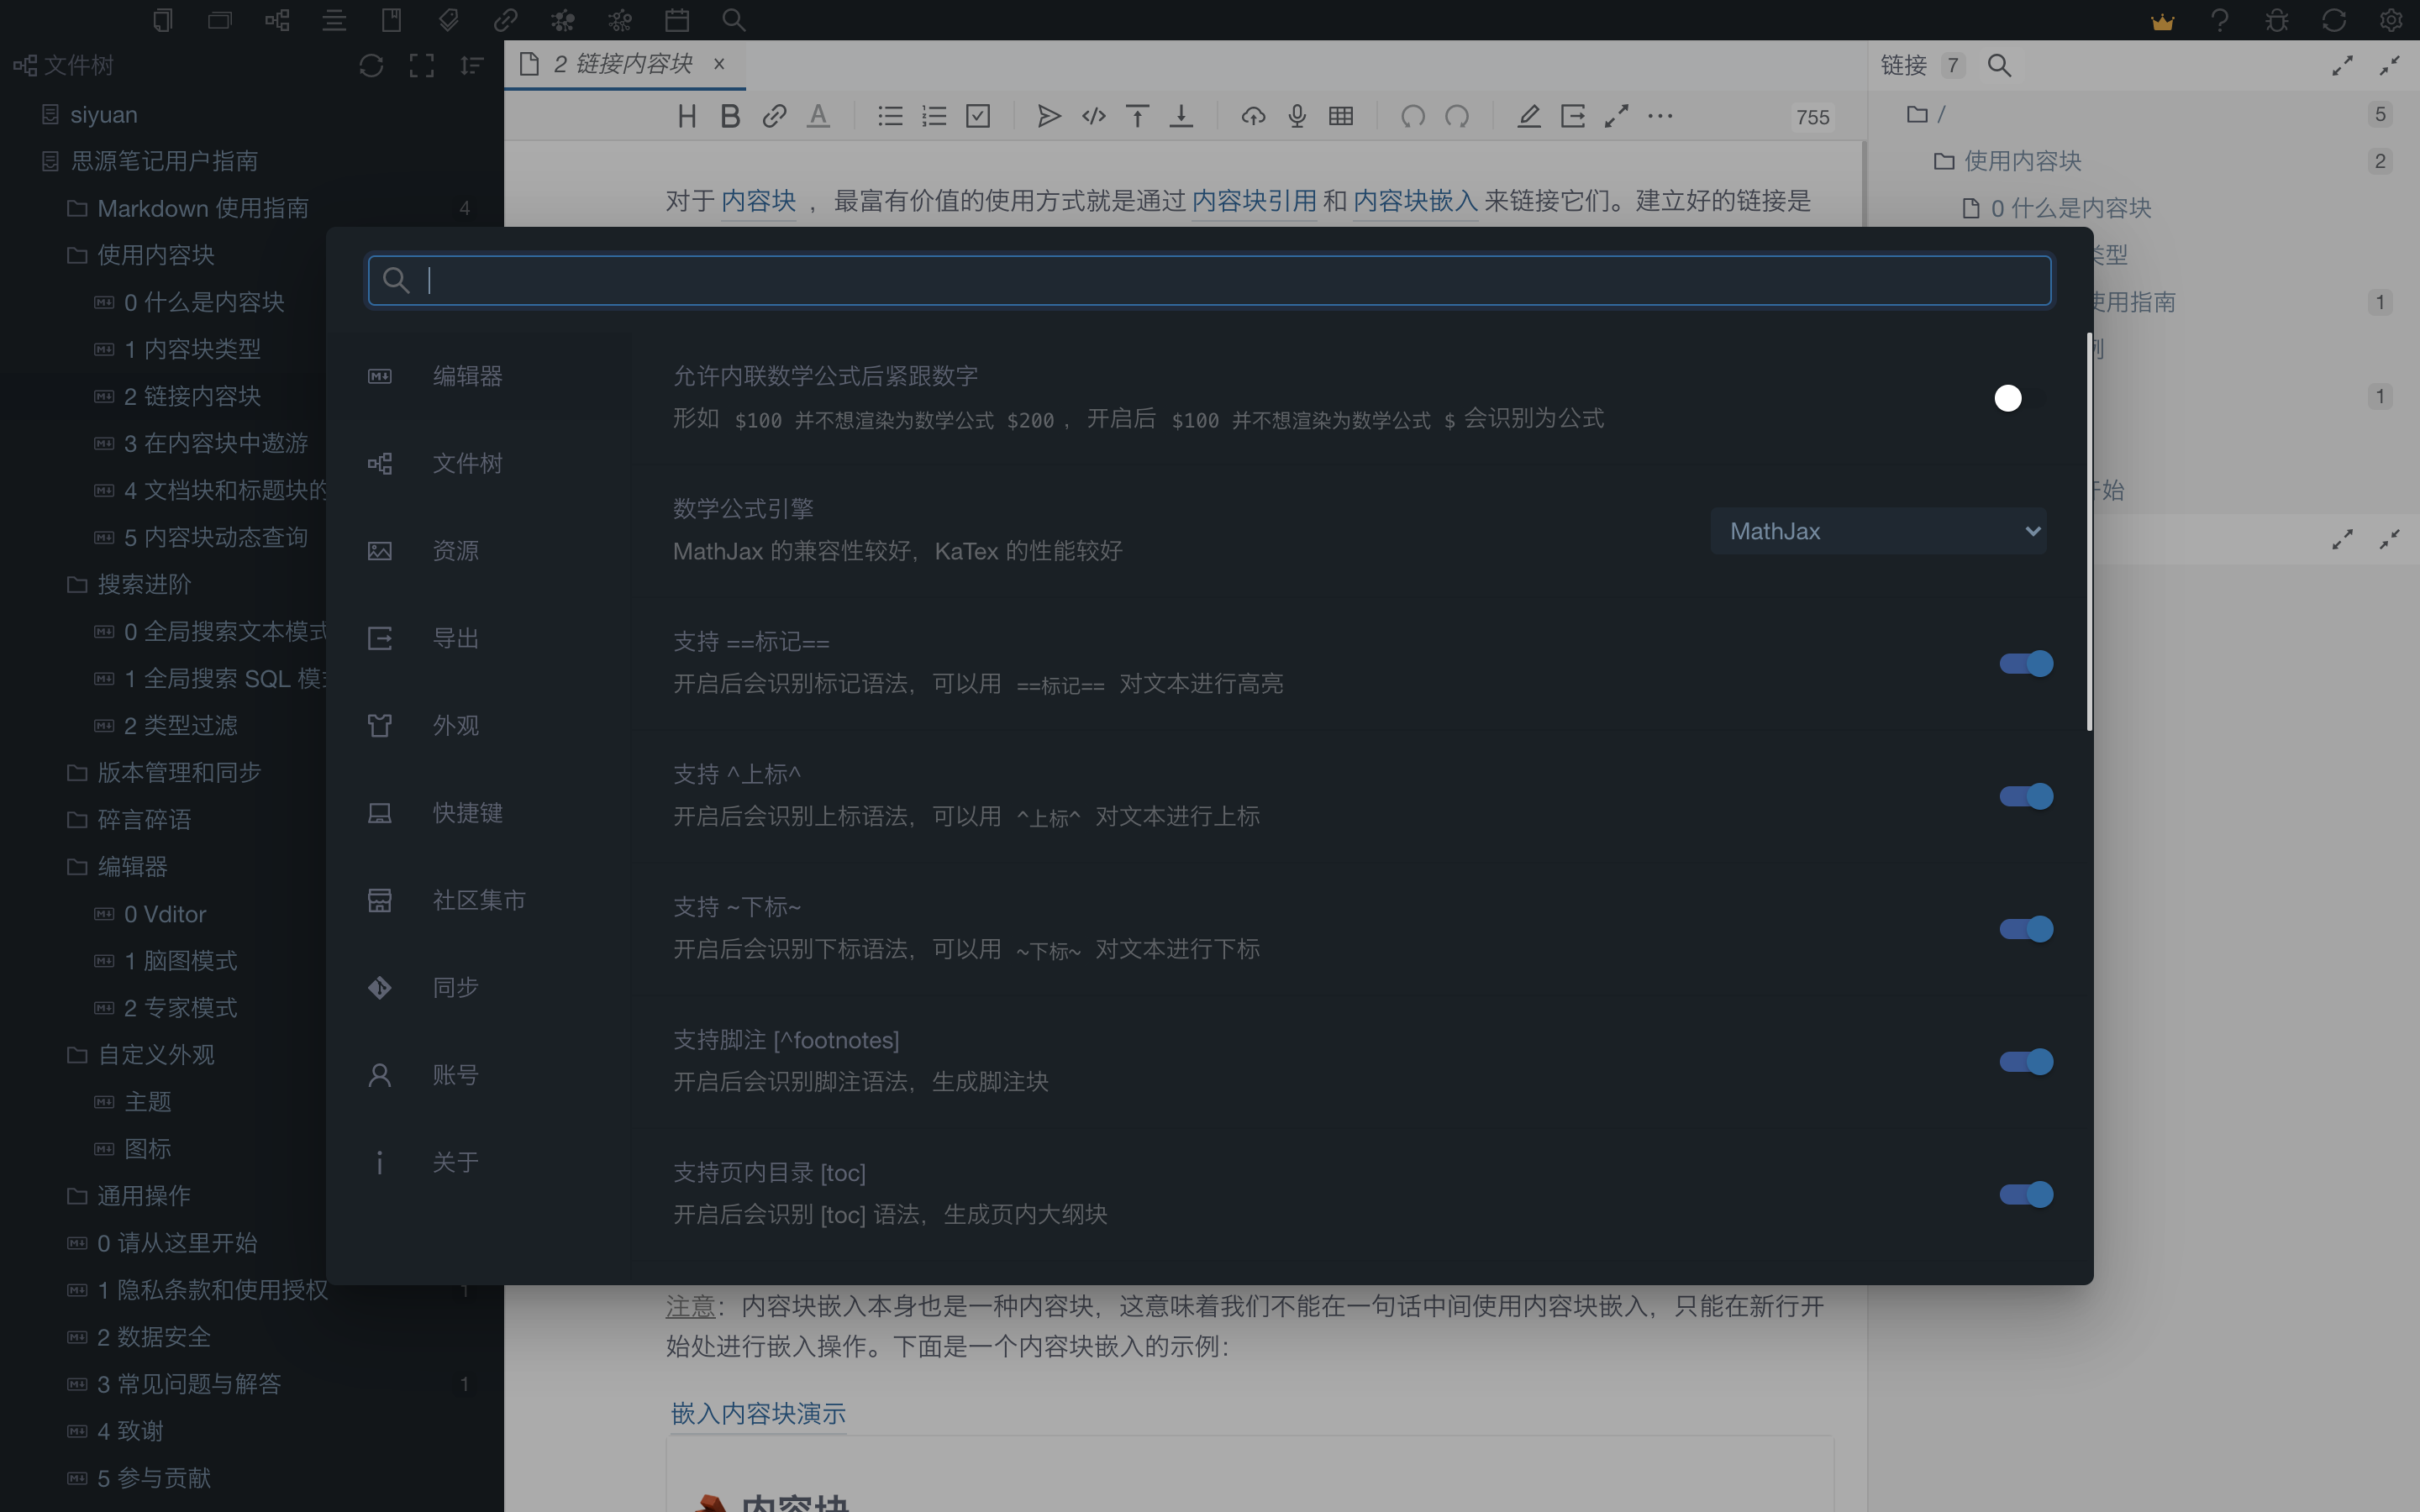 文件树
siyuan
思源笔记用户指南
Markdown 使用指南 4
使用内容块
0 什么是内容块
1 内容块类型
2 链接内容块
3 在内容块中遨游
4 文档块和标题块的
5 内容块动态查询
搜索进阶
0 全局搜索文本模式
1 全局搜索 SQL 模
2 类型过滤
版本管理和同步
碎言碎语
编辑器
0 Vditor
1 脑图模式
2 专家模式
自定义外观
主题
图标
通用操作
0 请从这里开始
1 隐私条款和使用授权 1
2 数据安全
3 常见问题与解答 1
4 致谢
5 参与贡献
2 链接内容块 ×
755
对于 内容块 ，最富有价值的使用方式就是通过 内容块引用 和 内容块嵌入 来链接它们。建立好的链接是
编辑器
文件树
资源
导出
外观
快捷键
社区集市
同步
账号
关于
允许内联数学公式后紧跟数字
形如 $100 并不想渲染为数学公式 $200，开启后 $100 并不想渲染为数学公式 $ 会识别为公式
数学公式引擎
MathJax 的兼容性较好，KaTex 的性能较好
MathJax
支持 ==标记==
开启后会识别标记语法，可以用 ==标记== 对文本进行高亮
支持 ^上标^
开启后会识别上标语法，可以用 ^上标^ 对文本进行上标
支持 ~下标~
开启后会识别下标语法，可以用 ~下标~ 对文本进行下标
支持脚注 [^footnotes]
开启后会识别脚注语法，生成脚注块
支持页内目录 [toc]
开启后会识别 [toc] 语法，生成页内大纲块
注意：内容块嵌入本身也是一种内容块，这意味着我们不能在一句话中间使用内容块嵌入，只能在新行开
始处进行嵌入操作。下面是一个内容块嵌入的示例：
嵌入内容块演示
内容块
链接 7
/ 5
使用内容块 2
0 什么是内容块
类型
使用指南 1
1
始